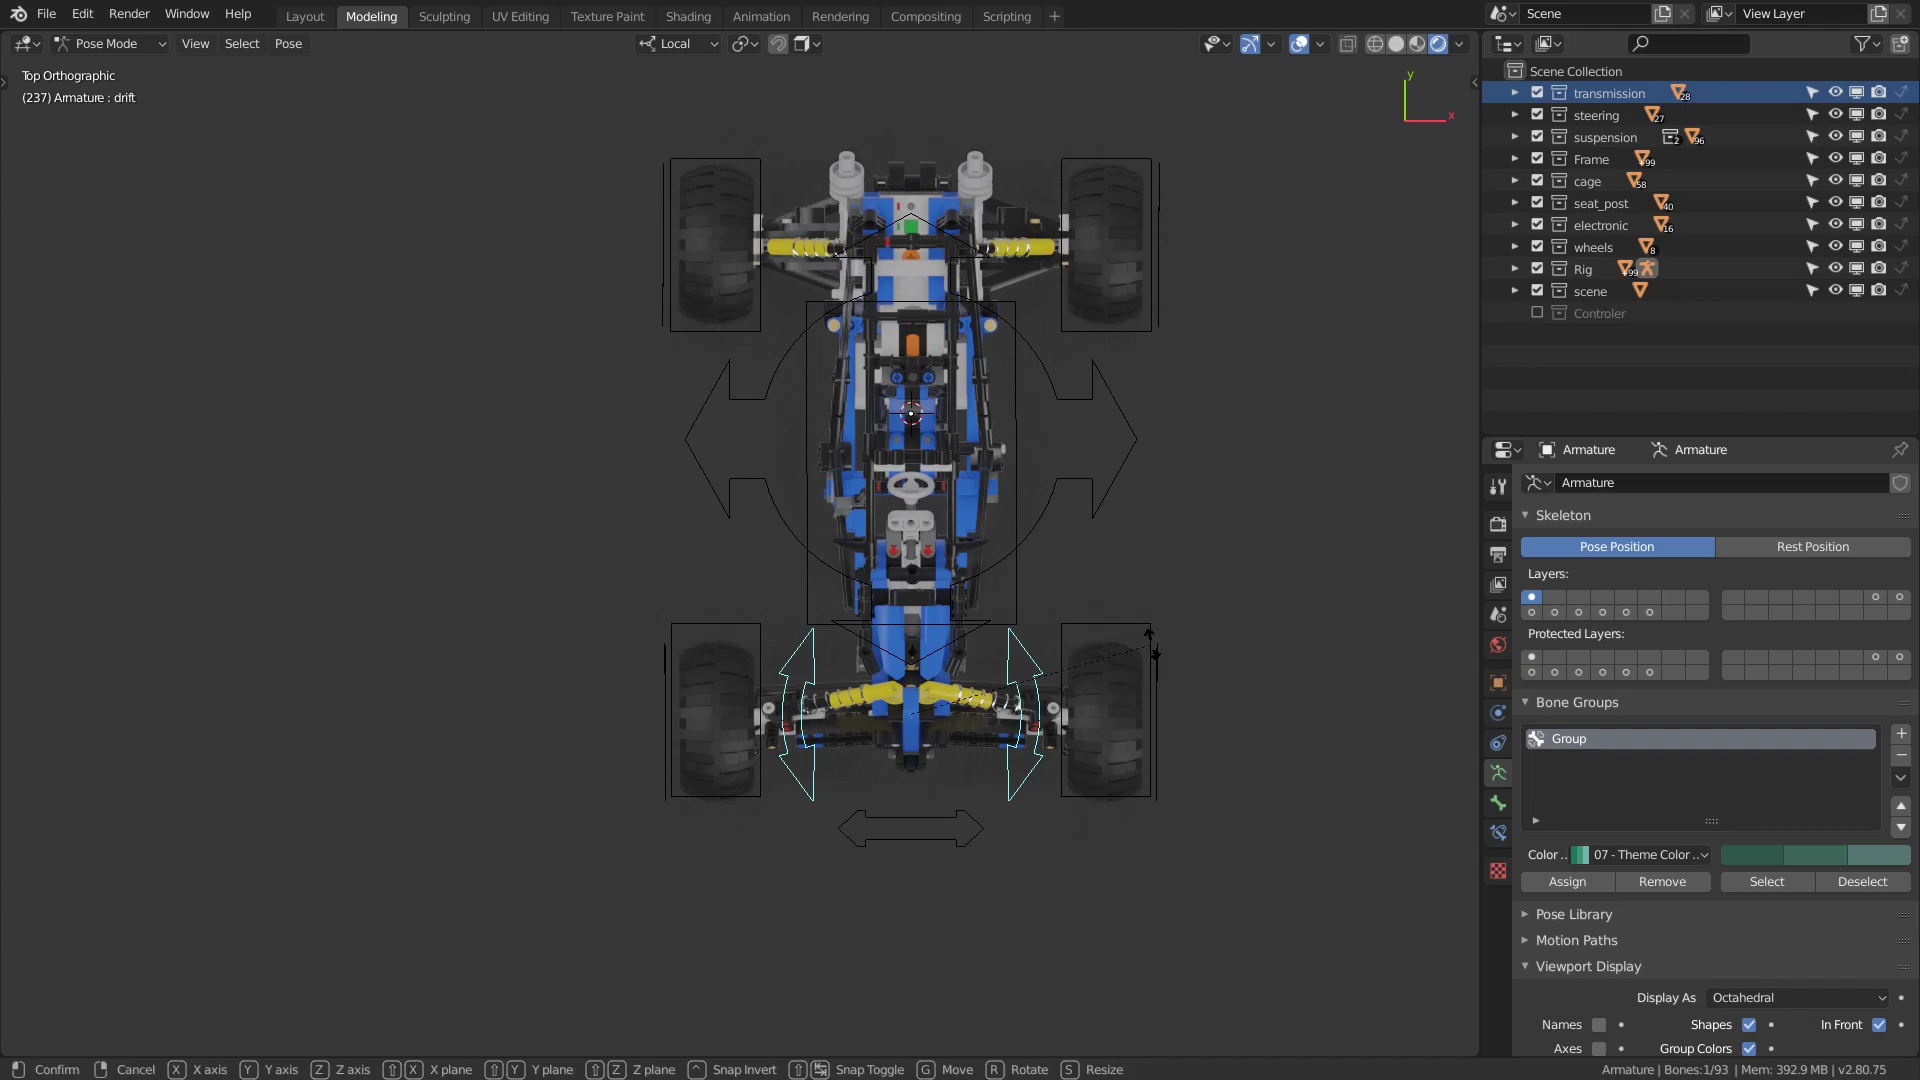 File Edit Render Window Help Layout Modeling Sculpting UV Editing Texture Paint Shading Animation Rendering Compositing Scripting + Scene View Layer
Pose Mode View Select Pose Local
Top Orthographic
(237) Armature : drift
y
x
Scene Collection
transmission 28
steering 27
suspension 2 96
Frame +99
cage 58
seat_post 40
electronic 16
wheels 8
Rig +99
scene
Controler
Armature Armature
Armature
Skeleton
Pose Position Rest Position
Layers:
Protected Layers:
Bone Groups
Group
Color .. 07 - Theme Color ..
Assign Remove Select Deselect
Pose Library
Motion Paths
Viewport Display
Display As Octahedral
Names Shapes In Front
Axes Group Colors
Confirm Cancel X X axis Y Y axis Z Z axis X X plane Y Y plane Z Z plane Snap Invert Snap Toggle G Move R Rotate S Resize Armature | Bones:1/93 | Mem: 392.9 MB | v2.80.75